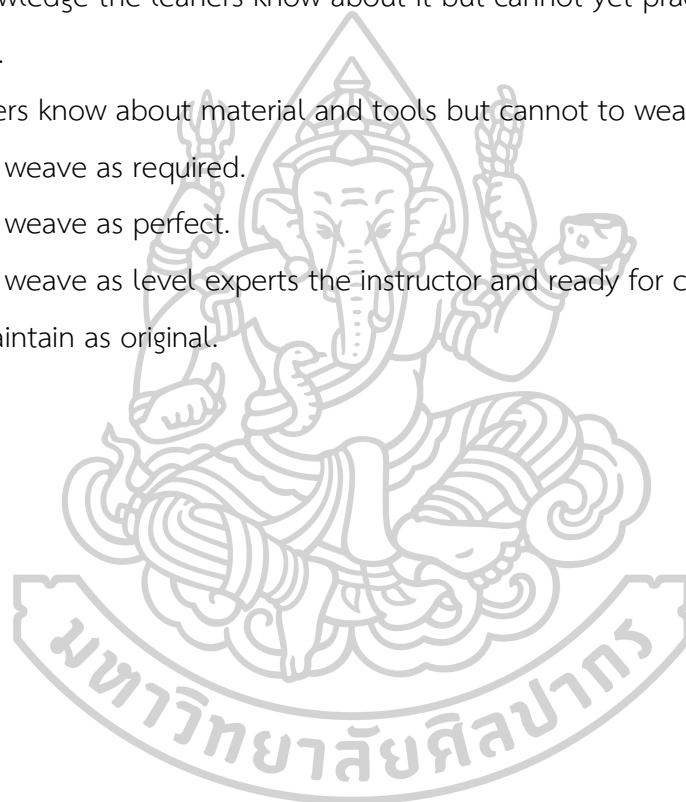 wledge the leaners know about it but cannot yet prac
.
ers know about material and tools but cannot to wea
weave as required.
weave as perfect.
weave as level experts the instructor and ready for c
aintain as original.
มหาวิทยาลัยศิลปากร